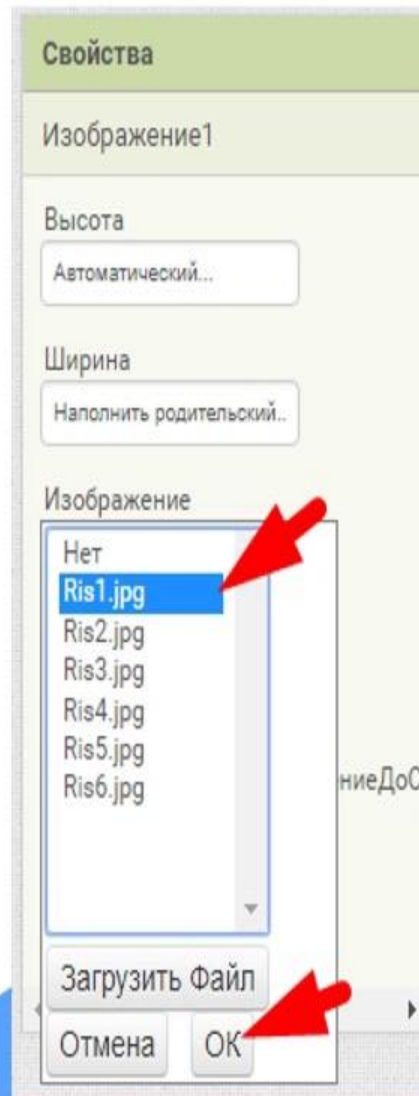 Свойства
Изображение1
Высота
Автоматический...
Ширина
Наполнить родительский..
Изображение
Нет
Ris1.jpg
Ris2.jpg
Ris3.jpg
Ris4.jpg
Ris5.jpg
Ris6.jpg
ниеДоО
Загрузить Файл
Отмена OK